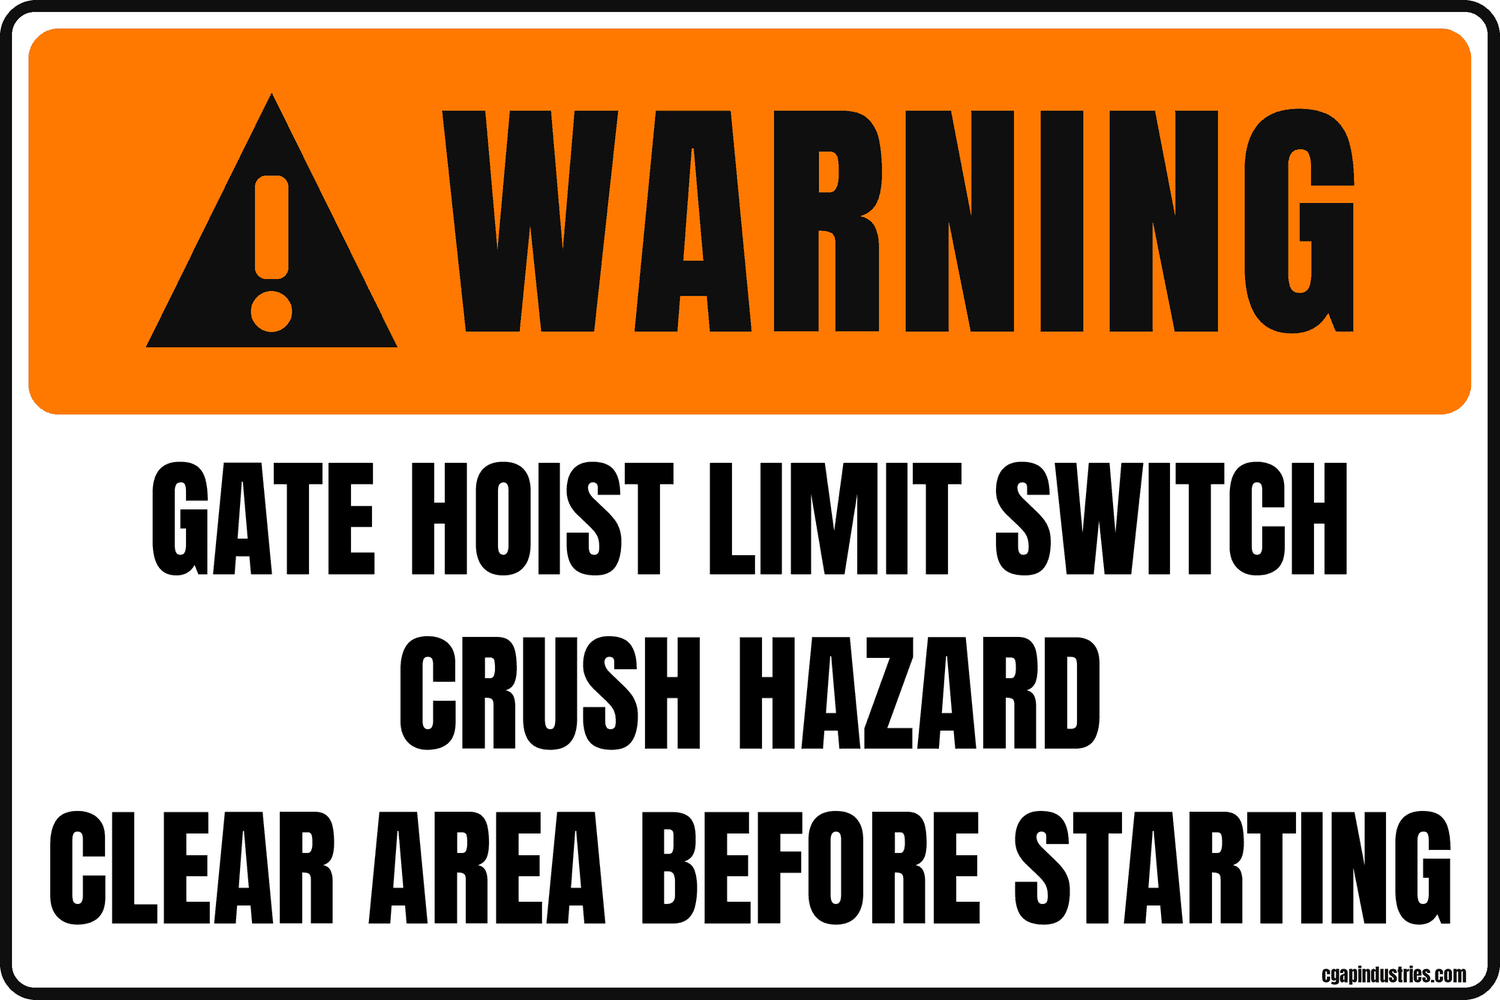 WARNING
GATE HOIST LIMIT SWITCH
CRUSH HAZARD
CLEAR AREA BEFORE STARTING
cgapindustries.com